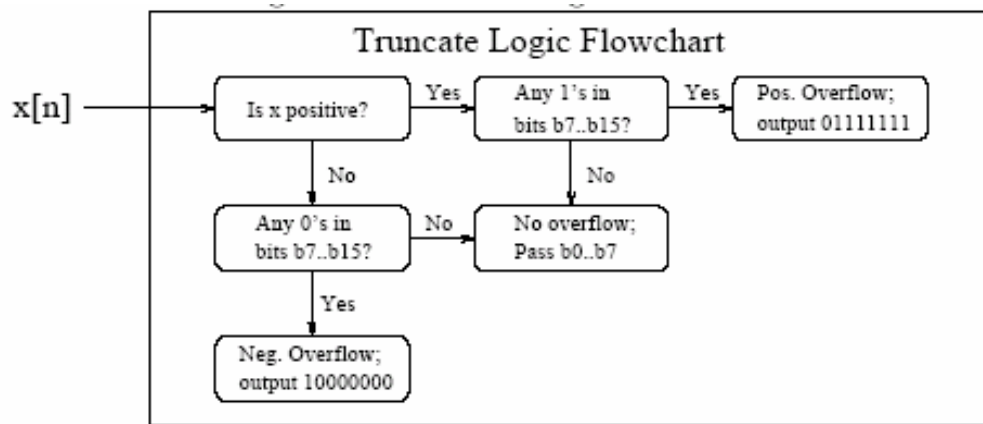 Truncate Logic Flowchart
x[n]
Is x positive?
Yes
Any 1's in
bits b7..b15?
Yes
Pos. Overflow;
output 01111111
No
No
Any 0's in
bits b7..b15?
No
No overflow;
Pass b0..b7
Yes
Neg. Overflow;
output 10000000